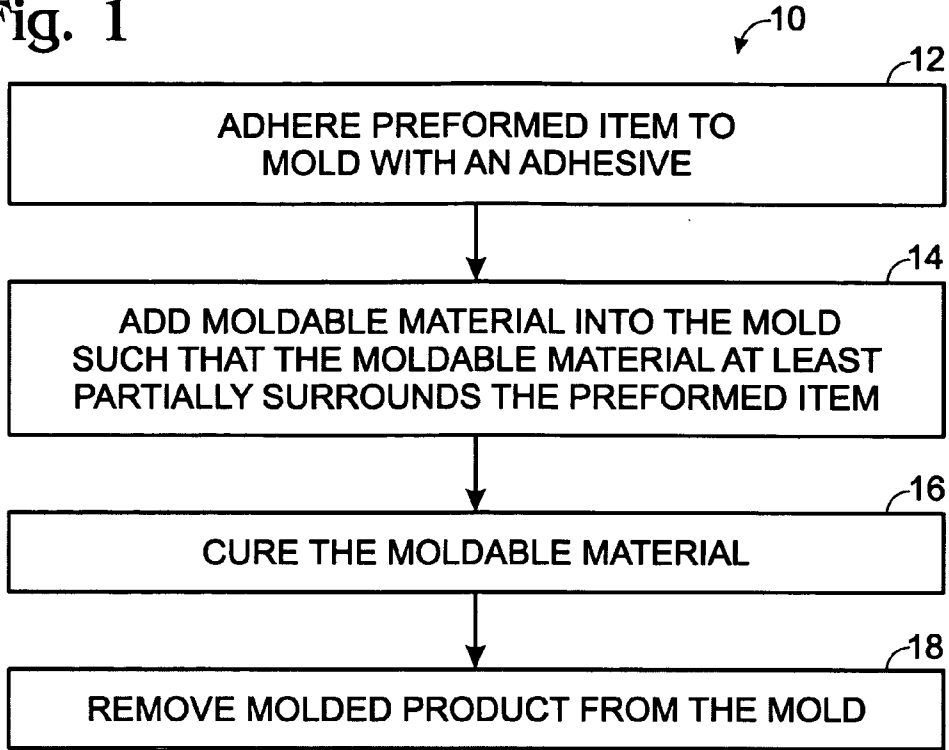 Fig. 1
10
12
ADHERE PREFORMED ITEM TO
MOLD WITH AN ADHESIVE
14
ADD MOLDABLE MATERIAL INTO THE MOLD
SUCH THAT THE MOLDABLE MATERIAL AT LEAST
PARTIALLY SURROUNDS THE PREFORMED ITEM
16
CURE THE MOLDABLE MATERIAL
18
REMOVE MOLDED PRODUCT FROM THE MOLD